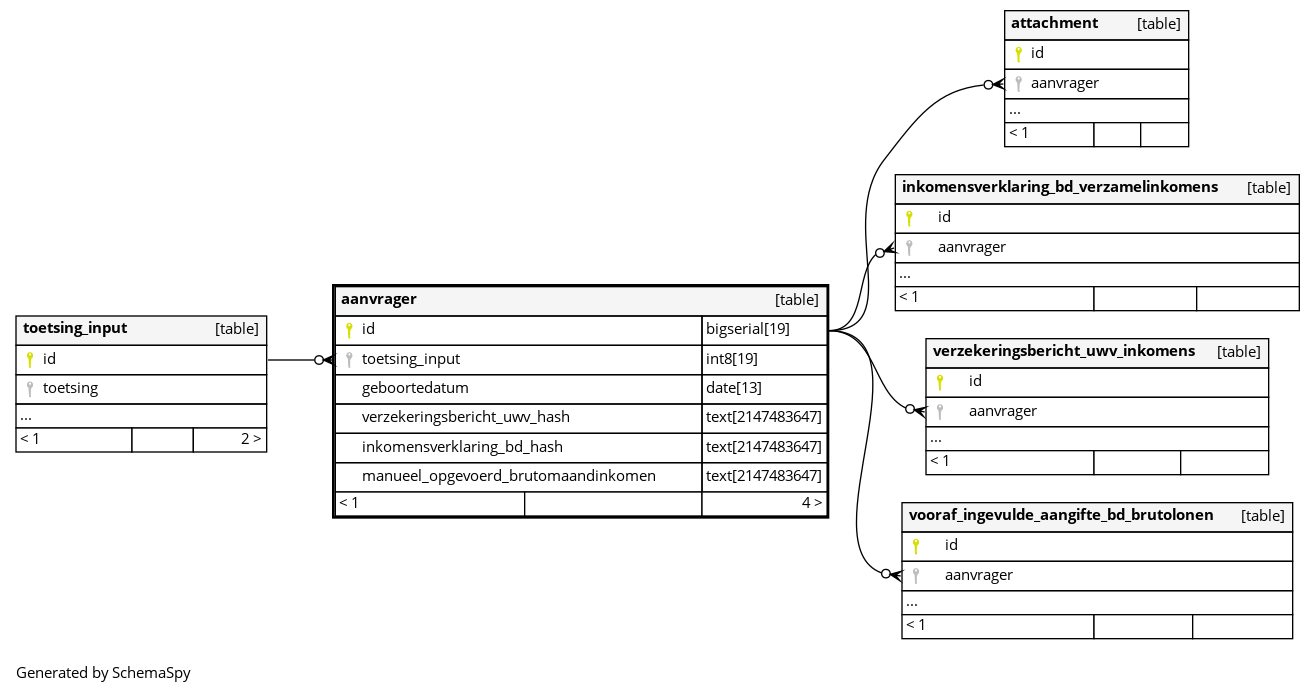 attachment [table]
id
aanvrager
...
< 1
inkomensverklaring_bd_verzamelinkomens [table]
id
aanvrager
...
< 1
aanvrager [table]
id bigserial[19]
toetsing_input int8[19]
geboortedatum date[13]
verzekeringsbericht_uwv_hash text[2147483647]
inkomensverklaring_bd_hash text[2147483647]
manueel_opgevoerd_brutomaandinkomen text[2147483647]
< 1 4 >
toetsing_input [table]
id
toetsing
...
< 1 2 >
verzekeringsbericht_uwv_inkomens [table]
id
aanvrager
...
< 1
vooraf_ingevulde_aangifte_bd_brutolonen [table]
id
aanvrager
...
< 1
Generated by SchemaSpy